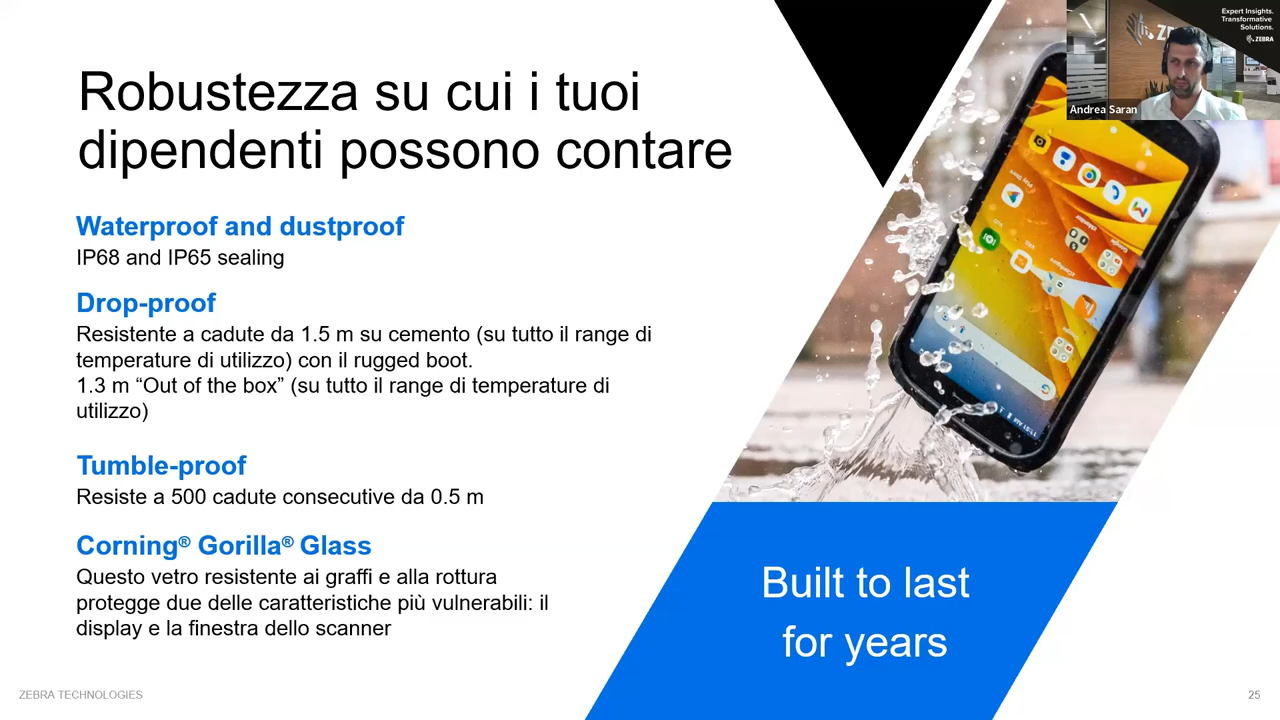 Robustezza su cui i tuoi
dipendenti possono contare
Waterproof and dustproof
IP68 and IP65 sealing
Drop-proof
Resistente a cadute da 1.5 m su cemento (su tutto il range di
temperature di utilizzo) con il rugged boot.
1.3 m “Out of the box” (su tutto il range di temperature di
utilizzo)
Tumble-proof
Resiste a 500 cadute consecutive da 0.5 m
Corning® Gorilla® Glass
Questo vetro resistente ai graffi e alla rottura
protegge due delle caratteristiche più vulnerabili: il
display e la finestra dello scanner
Built to last
for years
ZEBRA TECHNOLOGIES
25
Expert Insights.
Transformative
Solutions.
ZEBRA
Andrea Saran